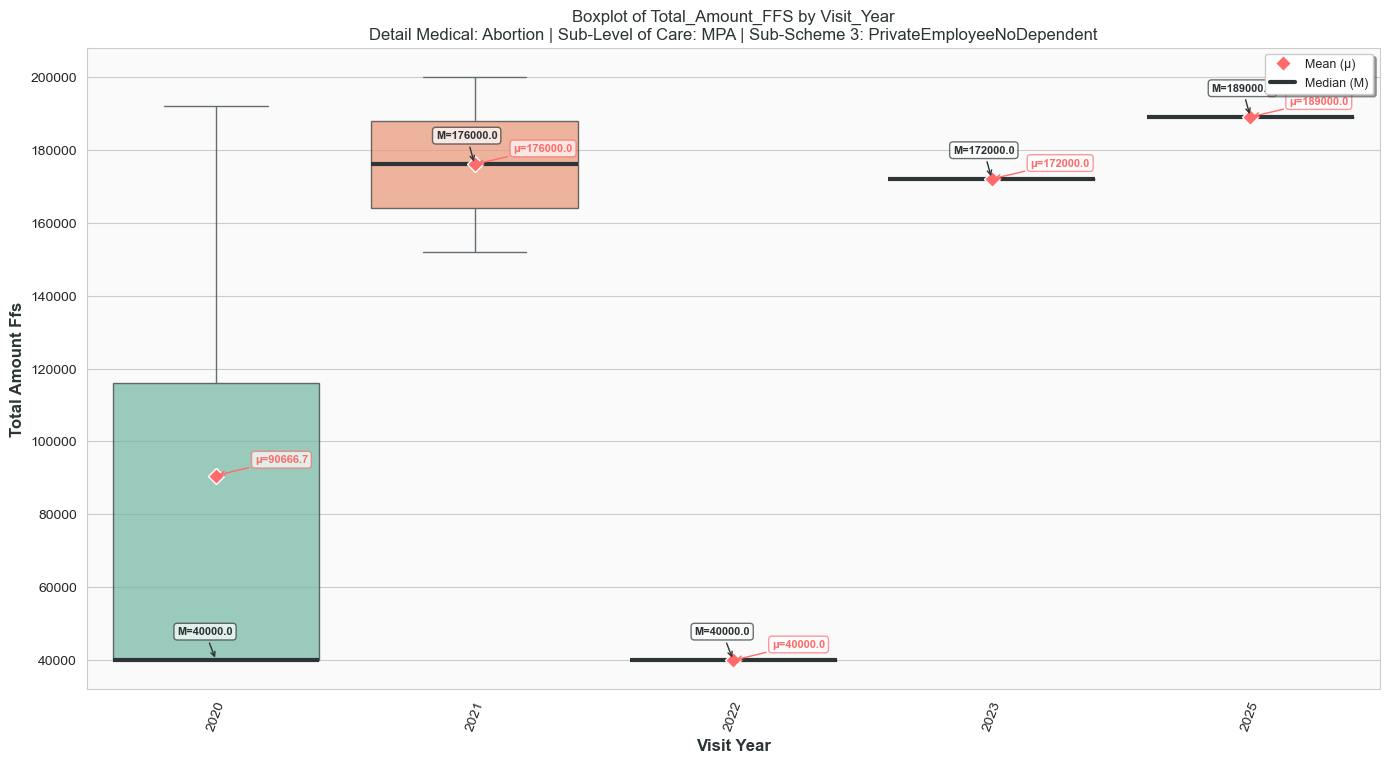 Boxplot of Total_Amount_FFS by Visit_Year
Detail Medical: Abortion | Sub-Level of Care: MPA | Sub-Scheme 3: PrivateEmployeeNoDependent
Mean (μ)
Median (M)
200000
180000
160000
140000
120000
100000
80000
60000
40000
Total Amount Ffs
M=40000.0
μ=90666.7
M=176000.0
μ=176000.0
M=40000.0
μ=40000.0
M=172000.0
μ=172000.0
M=189000.
μ=189000.0
2020
2021
2022
2023
2025
Visit Year